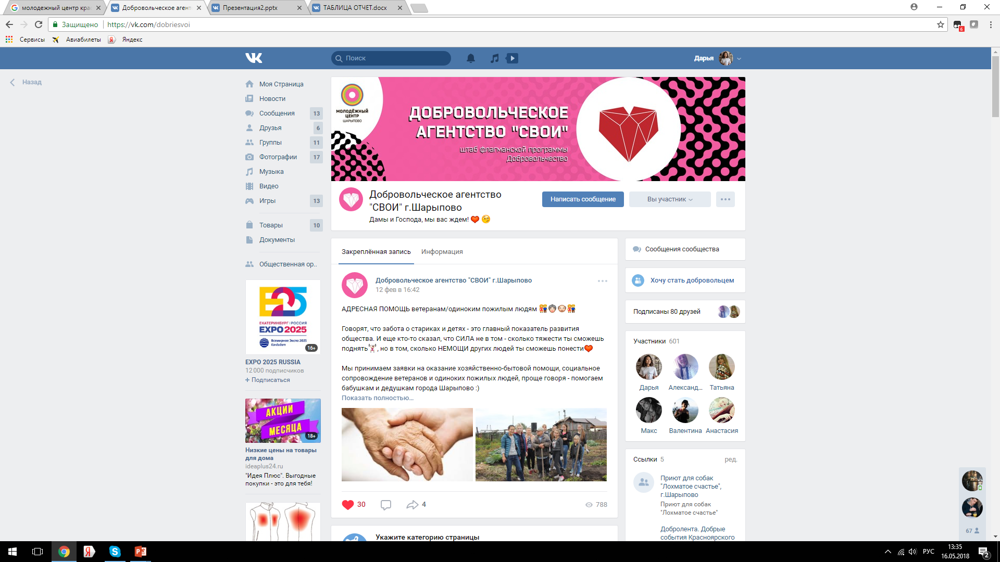 молодежный центр кра
Добровольческое агент
Презентация2.pptx
ТАБЛИЦА ОТЧЕТ.docx
Защищено
https://vk.com/dobriesvoi
6
Сервисы
Авиабилеты
Яндекс
Поиск
Дарья
Назад
Моя Страница
Новости
Сообщения 13
Друзья 6
Группы 11
Фотографии 17
Музыка
Видео
Игры 13
Товары 10
Документы
Общественная ор..
ЕКАТЕРИНБУРГ РОССИЯ
EXPO 2025
Всемирное Экспо 2025
Кандидат
16+
EXPO 2025 RUSSIA
12 000 подписчиков
+ Подписаться
АКЦИИ
МЕСЯЦА
18+
Низкие цены на товары
для дома
ideaplus24.ru
"Идея Плюс". Выгодные
покупки - это для тебя!
МОЛОДЁЖНЫЙ
ЦЕНТР
ШАРЫПОВО
ДОБРОВОЛЬЧЕСКОЕ
АГЕНТСТВО "СВОИ"
штаб флагманской программы
Добровольчество
Добровольческое агентство
"СВОИ" г.Шарыпово
Дамы и Господа, мы вас ждем! ❤ 😉
Написать сообщение
Вы участник
Закреплённая запись
Информация
Добровольческое агентство "СВОИ" г.Шарыпово
12 фев в 16:42
АДРЕСНАЯ ПОМОЩЬ ветеранам/одиноким пожилым людям 👫👵👴👫
Говорят, что забота о стариках и детях - это главный показатель развития
общества. И еще кто-то сказал, что СИЛА не в том - сколько тяжести ты сможешь
поднять🏋, но в том, сколько НЕМОЩИ других людей ты сможешь понести❤
Мы принимаем заявки на оказание хозяйственно-бытовой помощи, социальное
сопровождение ветеранов и одиноких пожилых людей, проще говоря - помогаем
бабушкам и дедушкам города Шарыпово :)
Показать полностью…
30
4
788
Укажите категорию страницы
Сообщения сообщества
Хочу стать добровольцем
Подписаны 80 друзей
Участники 601
Дарья
Александ...
Татьяна
Макс
Валентина
Анастасия
Ссылки 5
ред.
Приют для собак
"Лохматое счастье",
г.Шарыпово
Приют для собак
"Лохматое счастье"
Добролента. Добрые
события Красноярского
67
РУС
13:35
16.05.2018
2